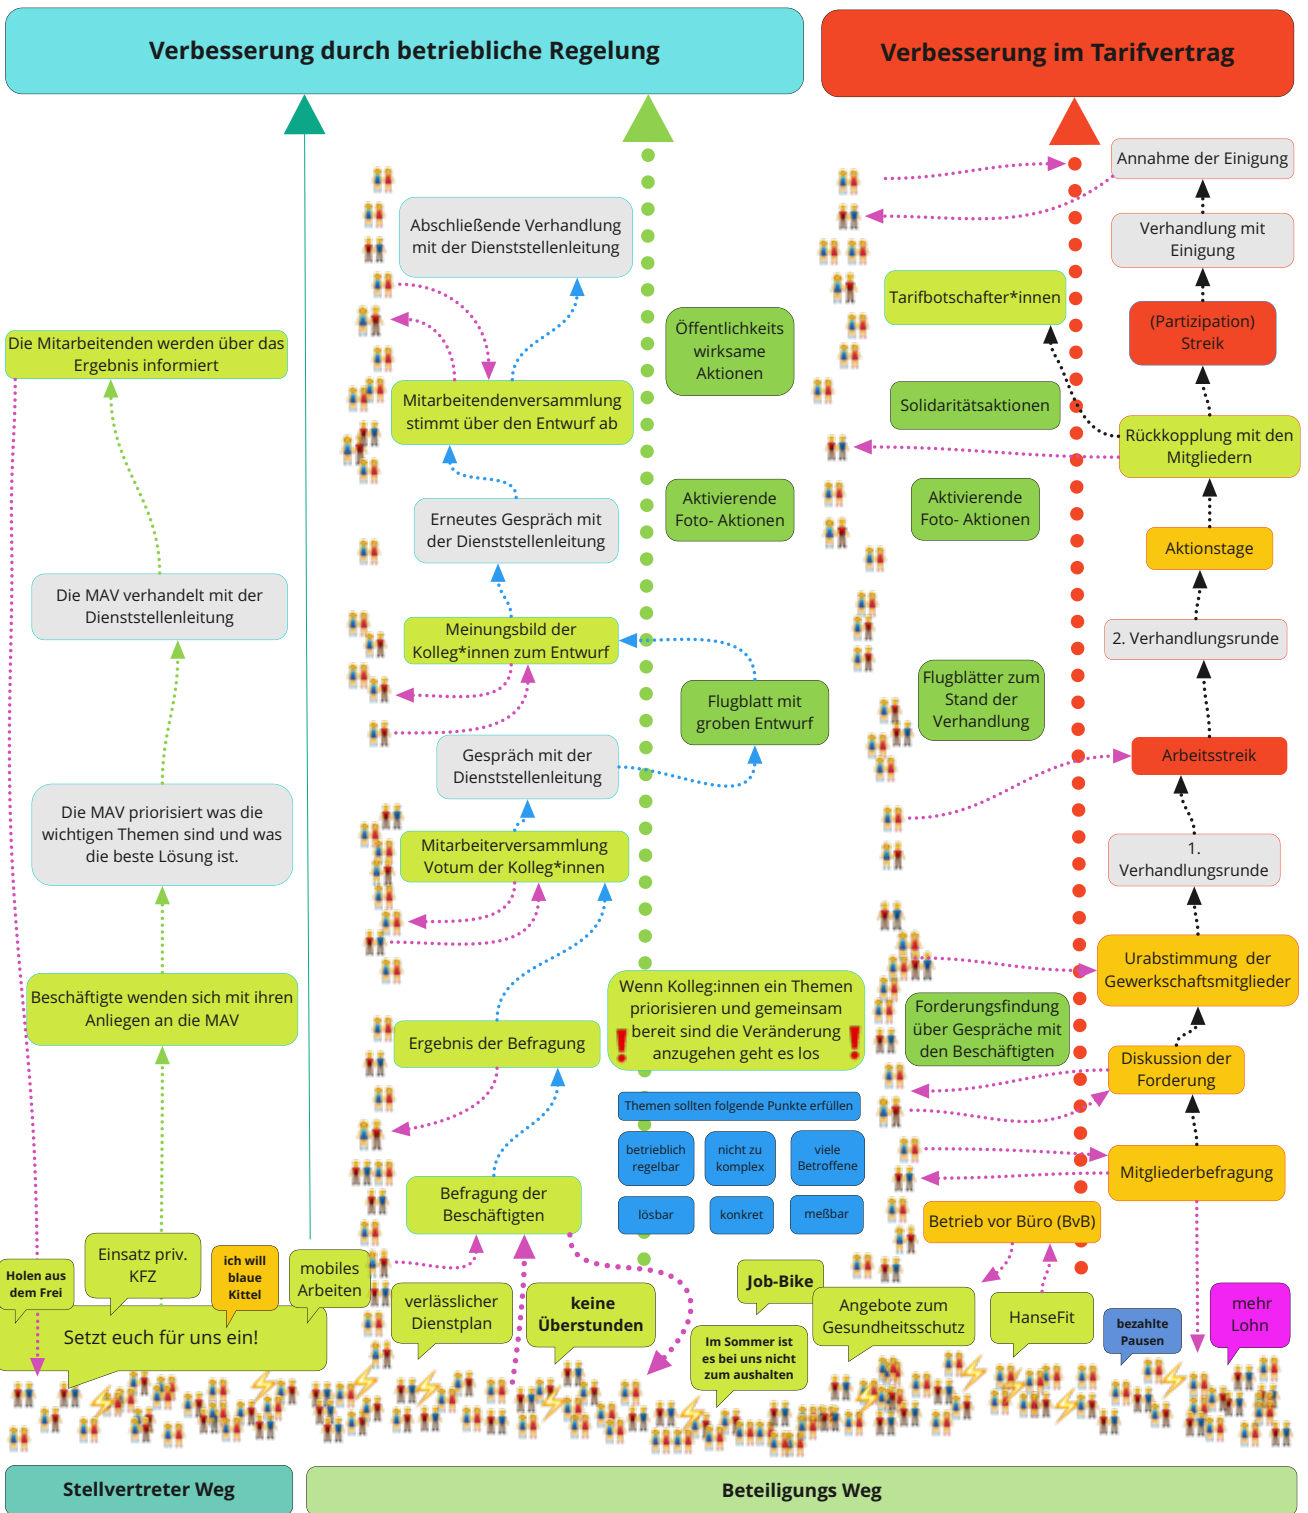 Verbesserung durch betriebliche Regelung
Verbesserung im Tarifvertrag
Die Mitarbeitenden werden über das
Ergebnis informiert
Die MAV verhandelt mit der
Dienststellenleitung
Die MAV priorisiert was die
wichtigen Themen sind und was
die beste Lösung ist.
Beschäftigte wenden sich mit ihren
Anliegen an die MAV
Abschließende Verhandlung
mit der Dienststellenleitung
Mitarbeitendenversammlung
stimmt über den Entwurf ab
Erneutes Gespräch mit
der Dienststellenleitung
Meinungsbild der
Kolleg*innen zum Entwurf
Gespräch mit der
Dienststellenleitung
Mitarbeiterversammlung
Votum der Kolleg*innen
Ergebnis der Befragung
Befragung der
Beschäftigten
Öffentlichkeits
wirksame
Aktionen
Aktivierende
Foto- Aktionen
Flugblatt mit
groben Entwurf
Wenn Kolleg:innen ein Themen
priorisieren und gemeinsam
bereit sind die Veränderung
anzugehen geht es los
Themen sollten folgende Punkte erfüllen
betrieblich
regelbar
nicht zu
komplex
viele
Betroffene
lösbar
konkret
meßbar
Tarifbotschafter*innen
Solidaritätsaktionen
Aktivierende
Foto- Aktionen
Flugblätter zum
Stand der
Verhandlung
Forderungsfindung
über Gespräche mit
den Beschäftigten
Annahme der Einigung
Verhandlung mit
Einigung
(Partizipation)
Streik
Rückkopplung mit den
Mitgliedern
Aktionstage
2. Verhandlungsrunde
Arbeitsstreik
1.
Verhandlungsrunde
Urabstimmung der
Gewerkschaftsmitglieder
Diskussion der
Forderung
Mitgliederbefragung
Betrieb vor Büro (BvB)
Holen aus
dem Frei
Einsatz priv.
KFZ
ich will
blaue
Kittel
mobiles
Arbeiten
Setzt euch für uns ein!
verlässlicher
Dienstplan
keine
Überstunden
Job-Bike
Im Sommer ist
es bei uns nicht
zum aushalten
Angebote zum
Gesundheitsschutz
HanseFit
bezahlte
Pausen
mehr
Lohn
Stellvertreter Weg
Beteiligungs Weg